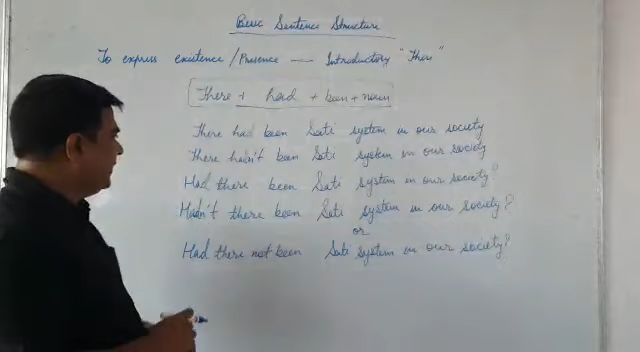 Basic Sentence Structure
To express existence / Presence — Introductory "There"
There + had + been + noun
There had been Sati system in our society
There hadn't been Sati system in our society
Had there been Sati system in our society?
Hadn't there been Sati system in our society?
or
Had there not been Sati system in our society?